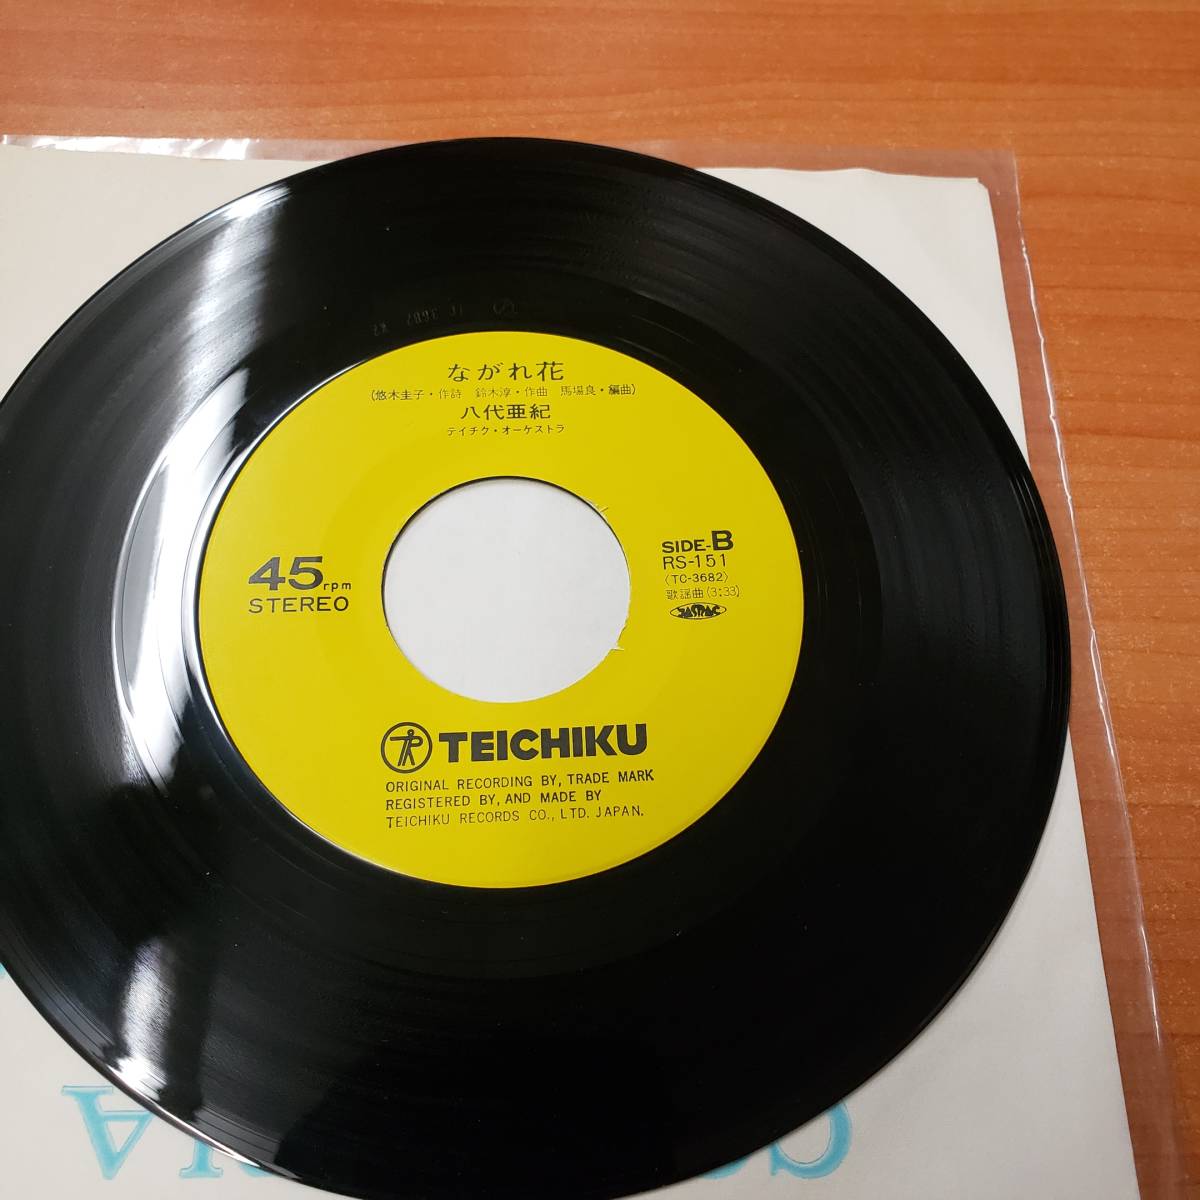 ながれ花
(悠木圭子・作詩 鈴木淳・作曲 馬場良・編曲)
八代亜紀
テイチク・オーケストラ
45rpm
STEREO
SIDE-B
RS-151
〈TC-3682〉
歌謡曲(3:33)
JASRAC
TEICHIKU
ORIGINAL RECORDING BY, TRADE MARK
REGISTERED BY, AND MADE BY
TEICHIKU RECORDS CO., LTD. JAPAN.